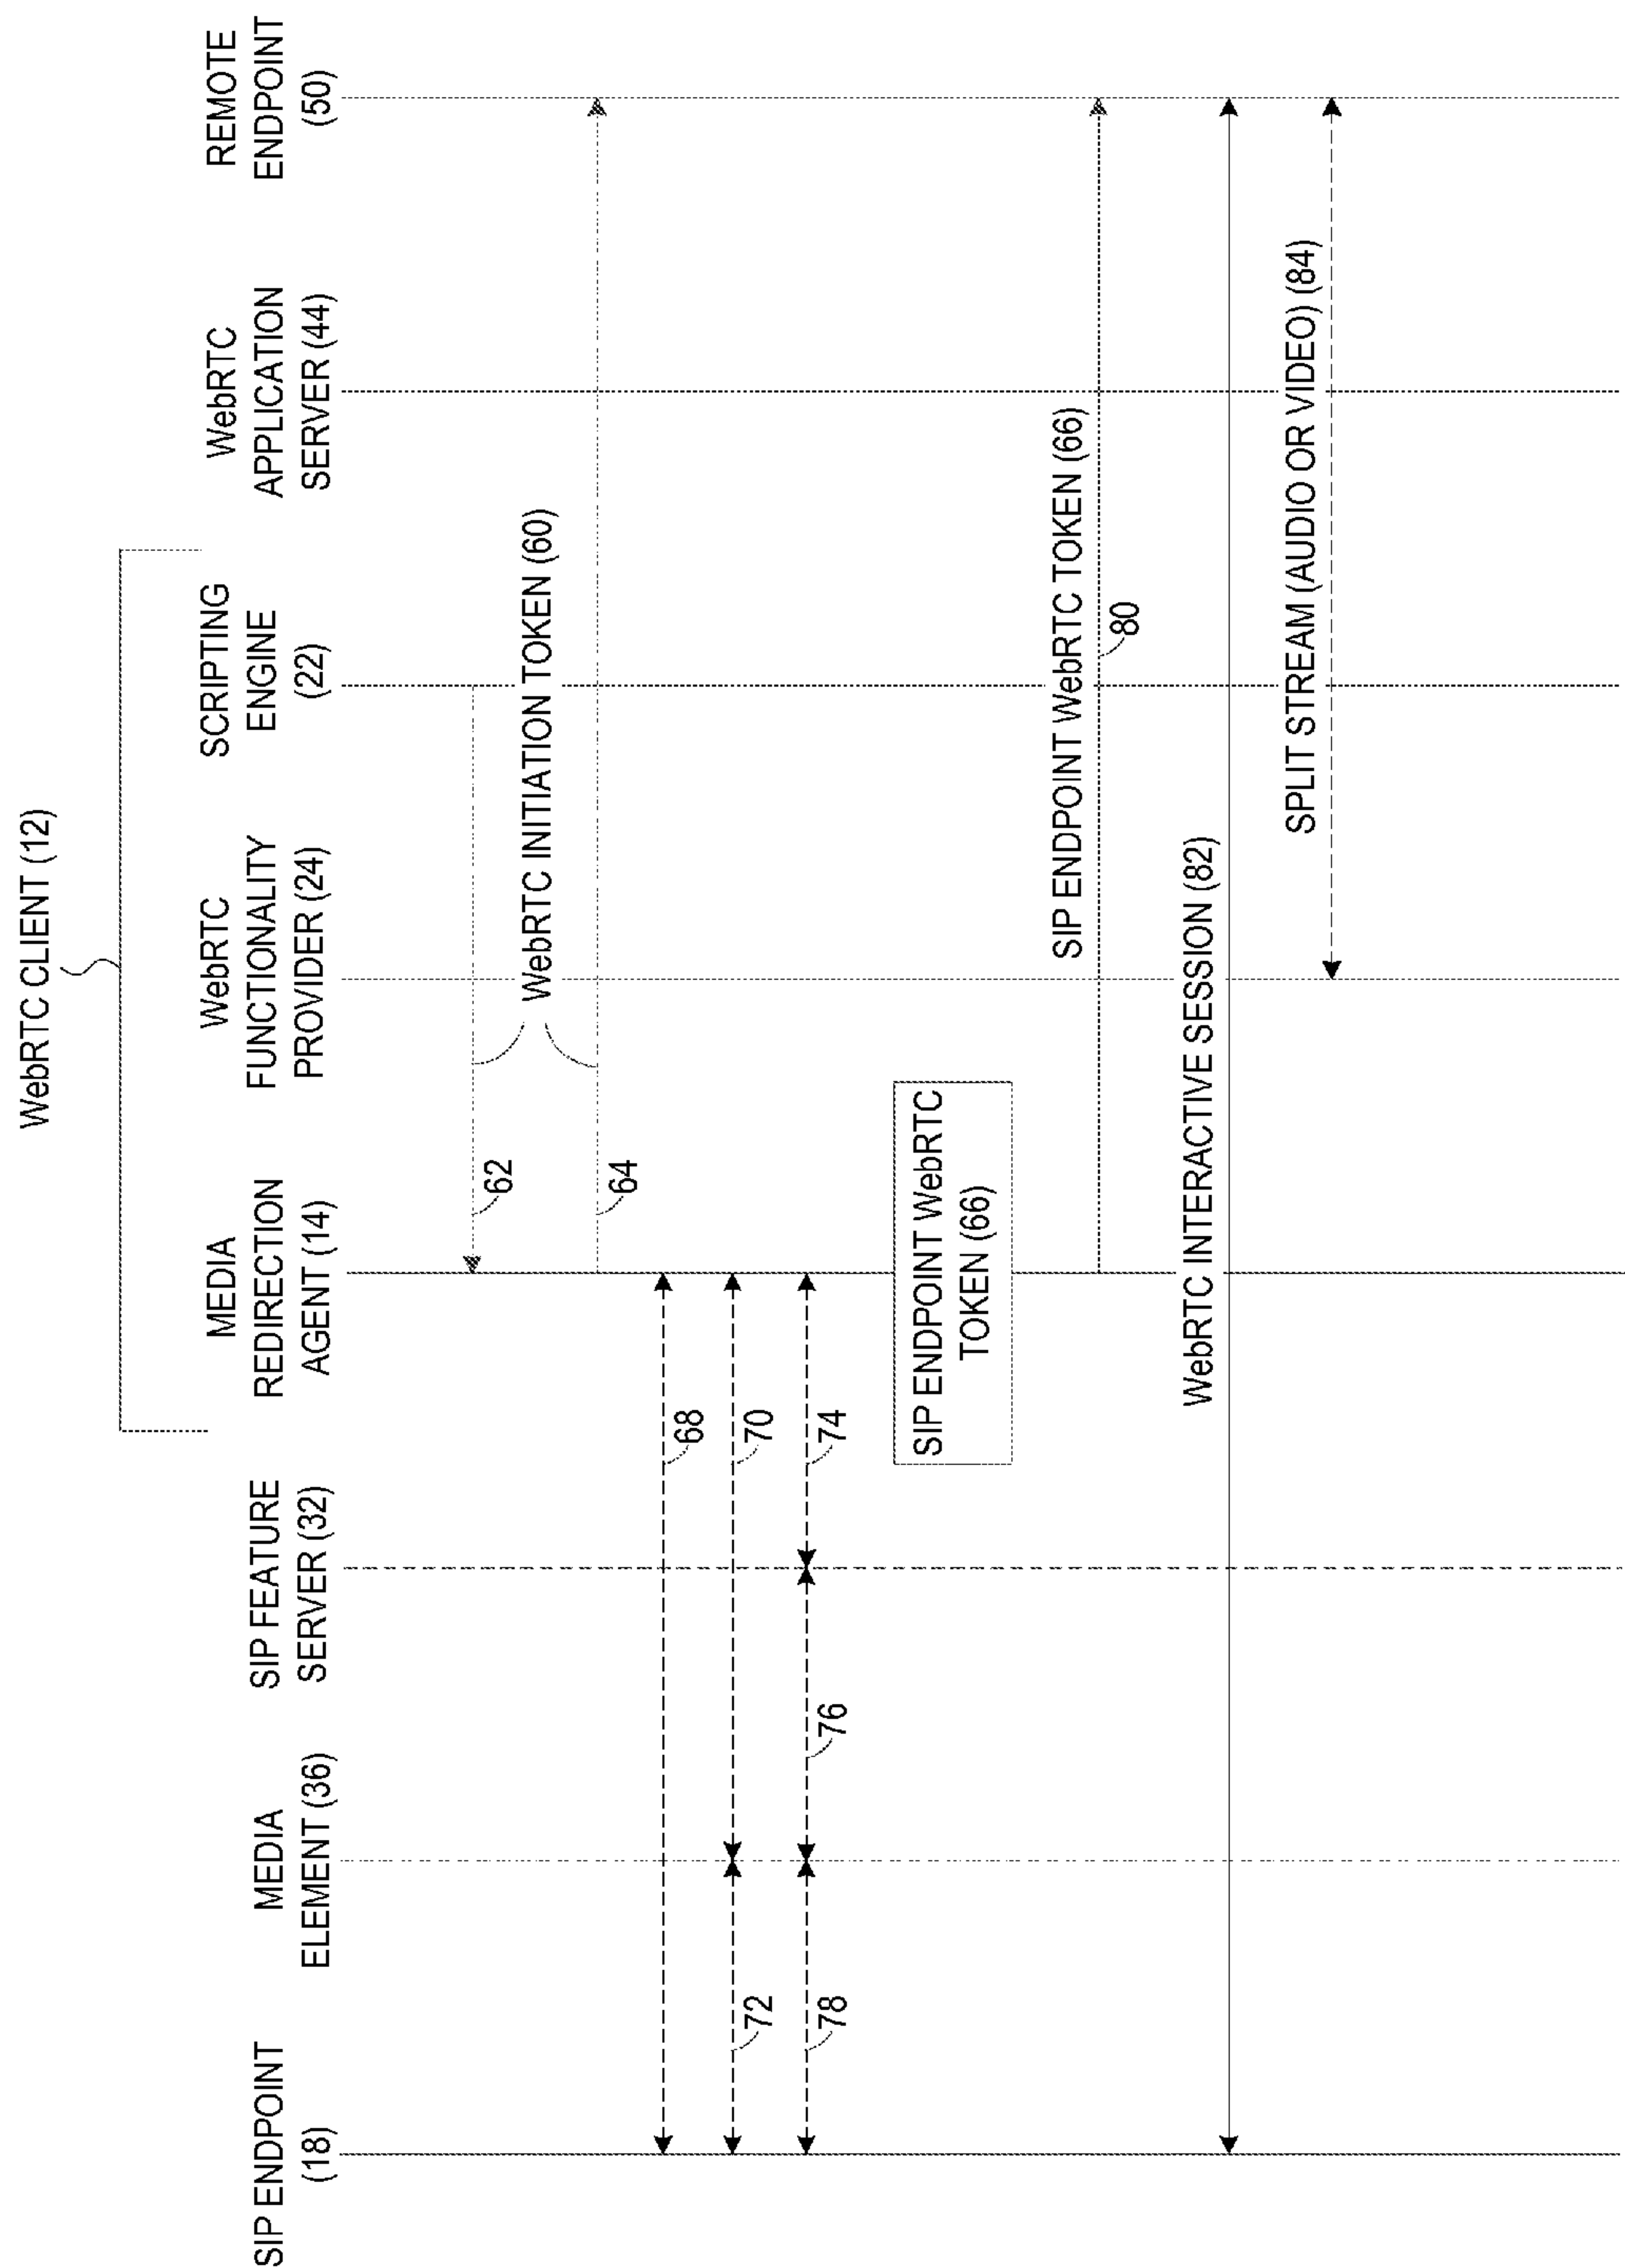 WebRTC CLIENT (12)
SIP ENDPOINT
(18)
MEDIA
ELEMENT (36)
SIP FEATURE
SERVER (32)
MEDIA
REDIRECTION
AGENT (14)
WebRTC
FUNCTIONALITY
PROVIDER (24)
SCRIPTING
ENGINE
(22)
WebRTC
APPLICATION
SERVER (44)
REMOTE
ENDPOINT
(50)
62
WebRTC INITIATION TOKEN (60)
64
68
72
70
78
76
74
SIP ENDPOINT WebRTC
TOKEN (66)
SIP ENDPOINT WebRTC TOKEN (66)
80
WebRTC INTERACTIVE SESSION (82)
SPLIT STREAM (AUDIO OR VIDEO) (84)